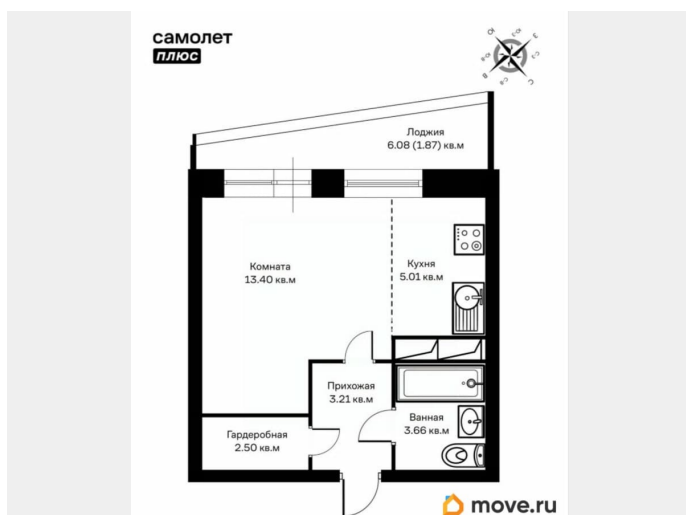 самолет
плюс
Лоджия
6.08 (1.87) кв.м
Комната
13.40 кв.м
Кухня
5.01 кв.м
Прихожая
3.21 кв.м
Ванная
3.66 кв.м
Гардеробная
2.50 кв.м
move.ru